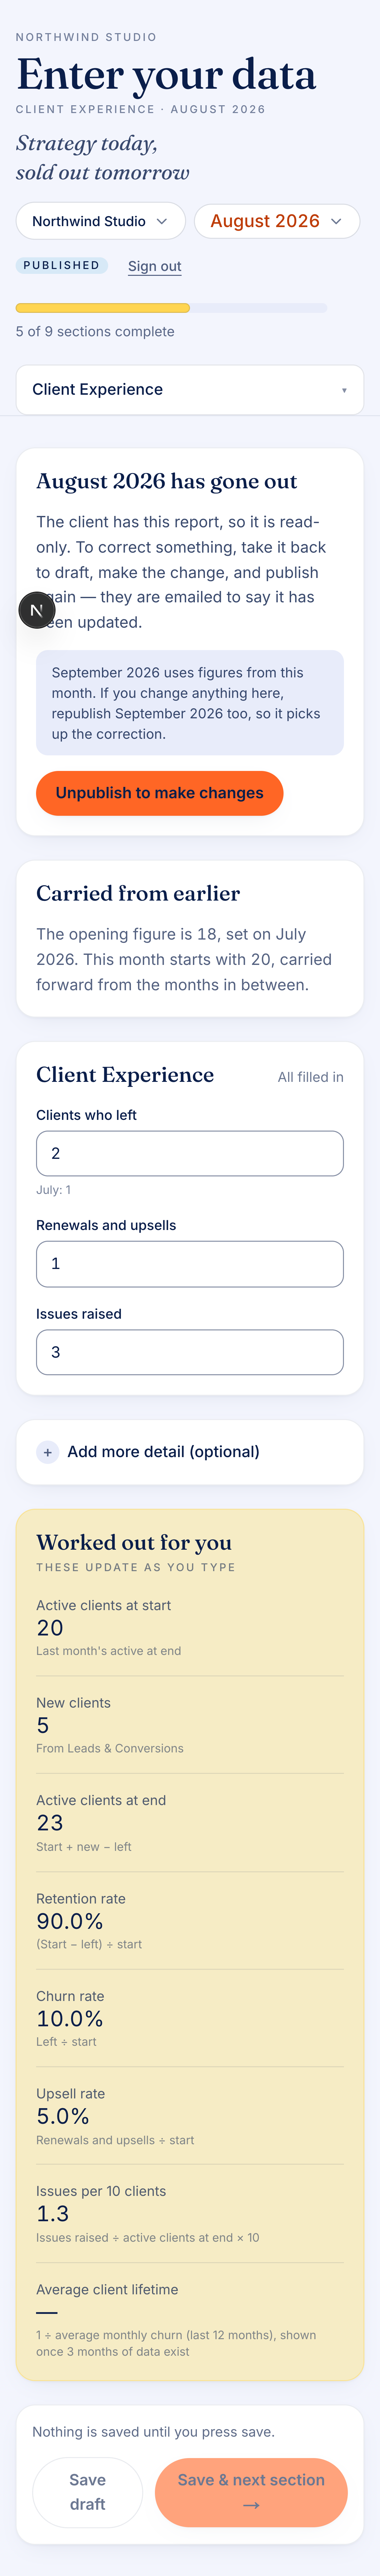 NORTHWIND STUDIO
Enter your data
CLIENT EXPERIENCE · AUGUST 2026
Strategy today,
sold out tomorrow
Northwind Studio
August 2026
PUBLISHED
Sign out
5 of 9 sections complete
Client Experience
August 2026 has gone out
The client has this report, so it is read-
only. To correct something, take it back
to draft, make the change, and publish
again — they are emailed to say it has
been updated.
N
September 2026 uses figures from this
month. If you change anything here,
republish September 2026 too, so it picks
up the correction.
Unpublish to make changes
Carried from earlier
The opening figure is 18, set on July
2026. This month starts with 20, carried
forward from the months in between.
Client Experience
All filled in
Clients who left
2
July: 1
Renewals and upsells
1
Issues raised
3
+ Add more detail (optional)
Worked out for you
THESE UPDATE AS YOU TYPE
Active clients at start
20
Last month's active at end
New clients
5
From Leads & Conversions
Active clients at end
23
Start + new − left
Retention rate
90.0%
(Start − left) ÷ start
Churn rate
10.0%
Left ÷ start
Upsell rate
5.0%
Renewals and upsells ÷ start
Issues per 10 clients
1.3
Issues raised ÷ active clients at end × 10
Average client lifetime
—
1 ÷ average monthly churn (last 12 months), shown
once 3 months of data exist
Nothing is saved until you press save.
Save
draft
Save & next section
→